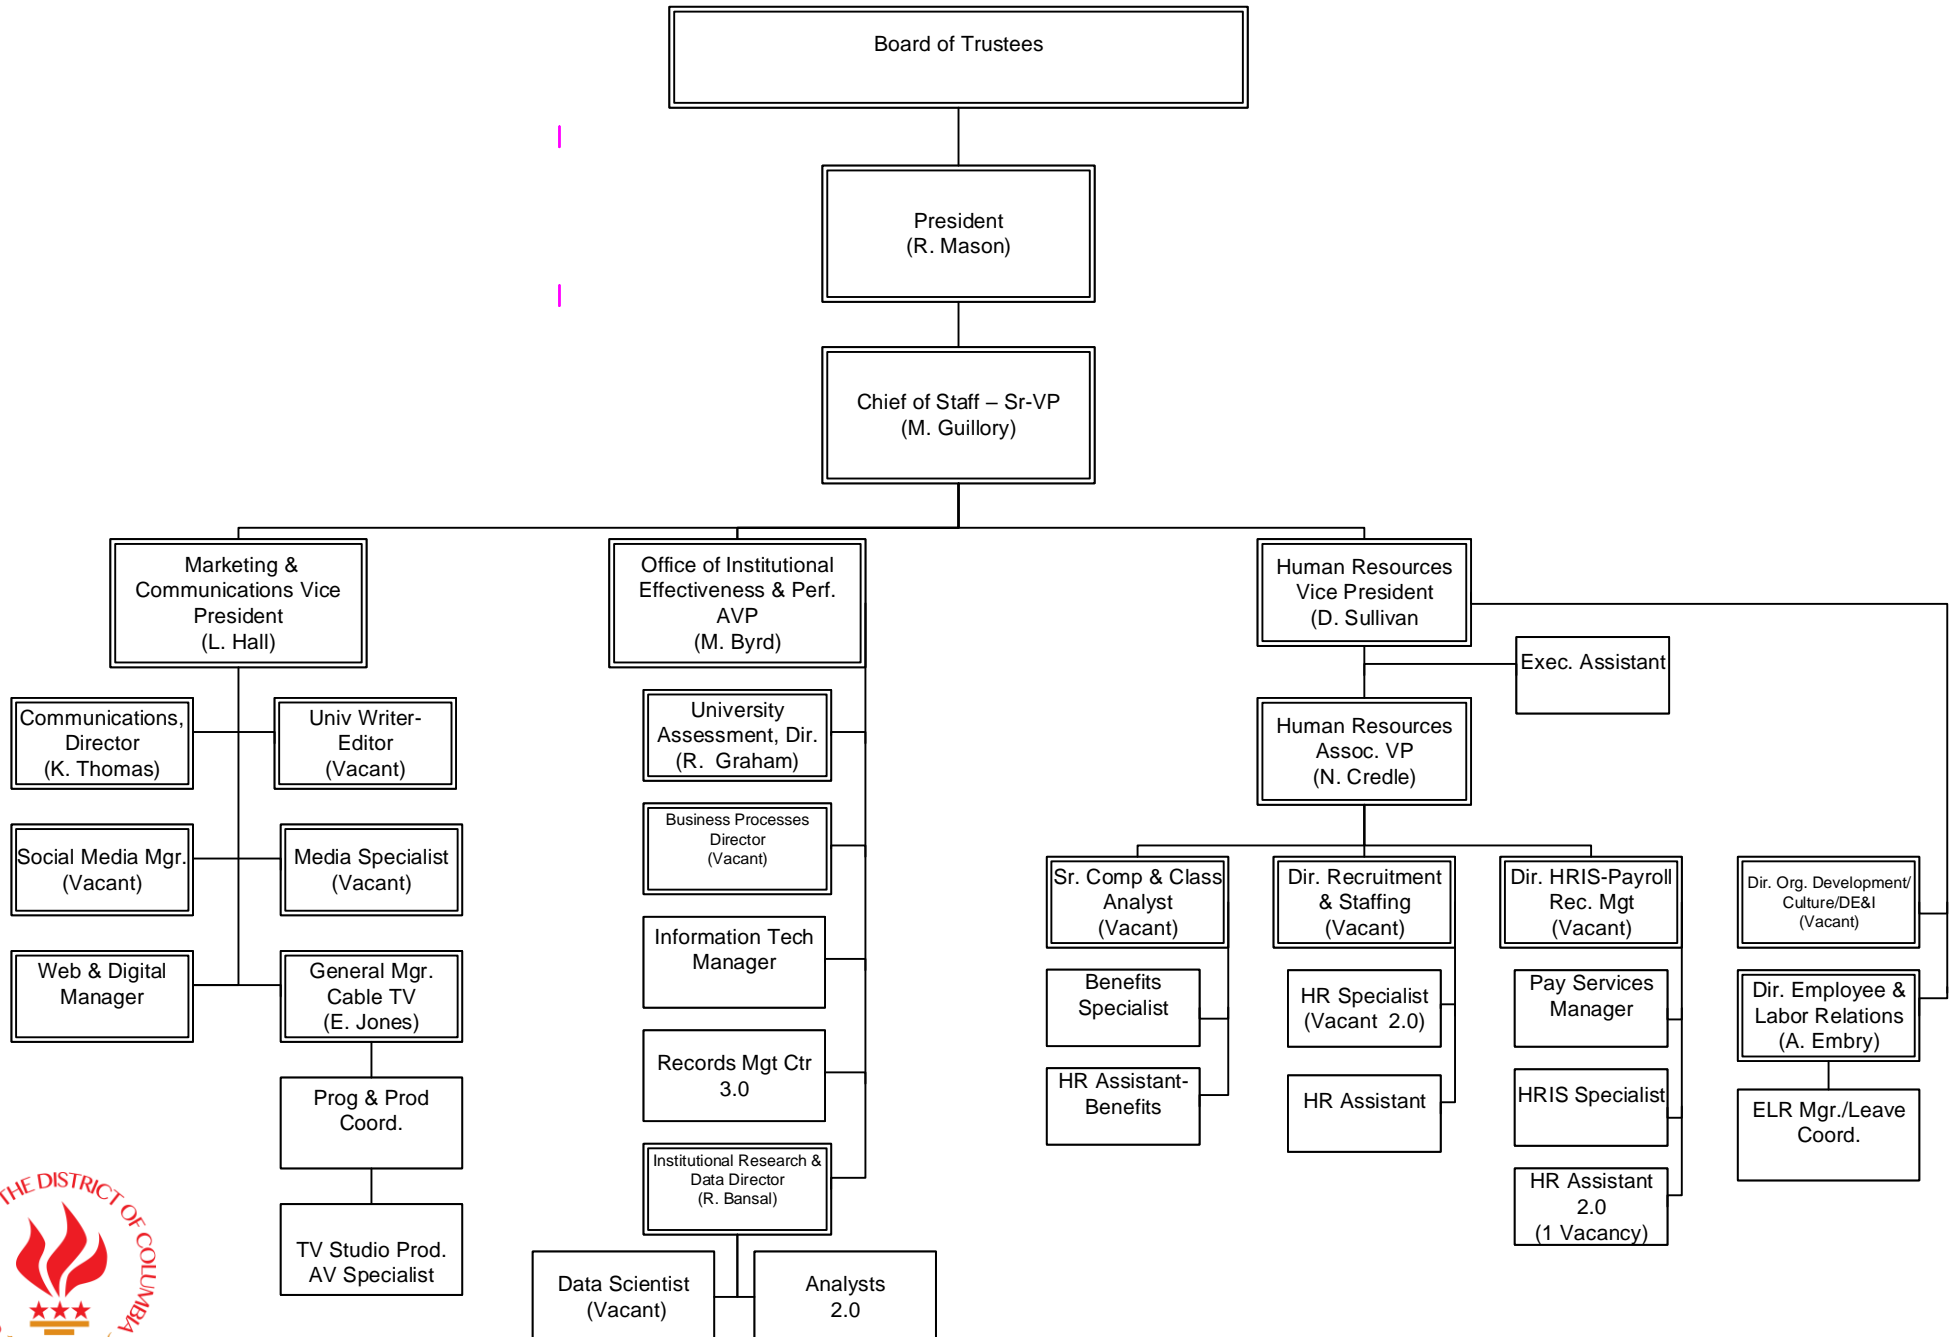 Board of Trustees
President
(R. Mason)
Chief of Staff – Sr-VP
(M. Guillory)
Marketing &
Communications Vice
President
(L. Hall)
Office of Institutional
Effectiveness & Perf.
AVP
(M. Byrd)
Human Resources
Vice President
(D. Sullivan
Exec. Assistant
Communications,
Director
(K. Thomas)
Univ Writer-
Editor
(Vacant)
University
Assessment, Dir.
(R.  Graham)
Human Resources
Assoc. VP
(N. Credle)
Social Media Mgr.
(Vacant)
Media Specialist
(Vacant)
Business Processes
Director
(Vacant)
Sr. Comp & Class
Analyst
(Vacant)
Dir. Recruitment
& Staffing
(Vacant)
Dir. HRIS-Payroll
Rec. Mgt
(Vacant)
Dir. Org. Development/
Culture/DE&I
(Vacant)
Web & Digital
Manager
General Mgr.
Cable TV
(E. Jones)
Information Tech
Manager
Benefits
Specialist
HR Specialist
(Vacant  2.0)
Pay Services
Manager
Dir. Employee &
Labor Relations
(A. Embry)
Prog & Prod
Coord.
Records Mgt Ctr
3.0
HR Assistant-
Benefits
HR Assistant
HRIS Specialist
ELR Mgr./Leave
Coord.
TV Studio Prod.
AV Specialist
Institutional Research &
Data Director
(R. Bansal)
HR Assistant
2.0
(1 Vacancy)
Data Scientist
(Vacant)
Analysts
2.0
THE DISTRICT OF COLUMBIA